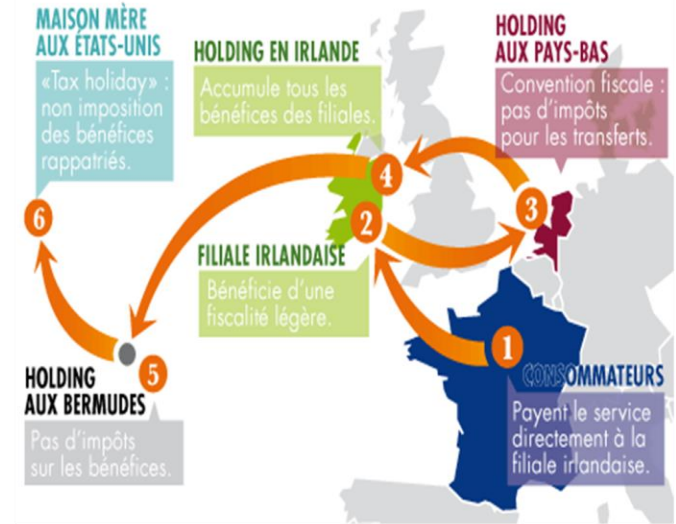 MAISON MÈRE
AUX ÉTATS-UNIS
«Tax holiday» :
non imposition
des bénéfices
rappatriés.
HOLDING EN IRLANDE
Accumule tous les
bénéfices des filiales.
HOLDING
AUX PAYS-BAS
Convention fiscale :
pas d'impôts
pour les transferts.
4
3
6
2
FILIALE IRLANDAISE
Bénéficie d'une
fiscalité légère.
1
CONSOMMATEURS
Payent le service
directement à la
filiale irlandaise.
5
HOLDING
AUX BERMUDES
Pas d'impôts
sur les bénéfices.